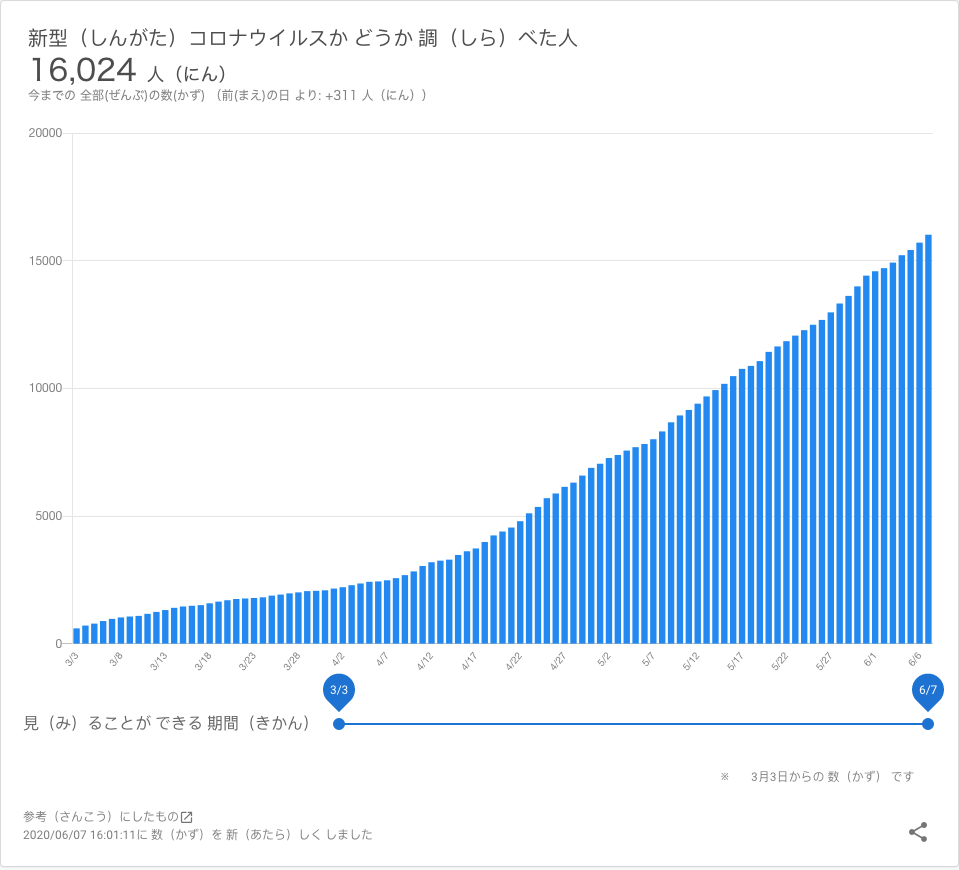 新型（しんがた）コロナウイルスか どうか 調（しら）べた人
16,024 人（にん）
今までの 全部(ぜんぶ)の数(かず) （前(まえ)の日 より: +311 人（にん））
20000
15000
10000
5000
0
3/3 3/8 3/13 3/18 3/23 3/28 4/2 4/7 4/12 4/17 4/22 4/27 5/2 5/7 5/12 5/17 5/22 5/27 6/1 6/6
3/3 6/7
見（み）ることが できる 期間（きかん）
※ 3月3日からの 数（かず） です
参考（さんこう）にしたもの
2020/06/07 16:01:11に 数（かず）を 新（あたら）しく しました